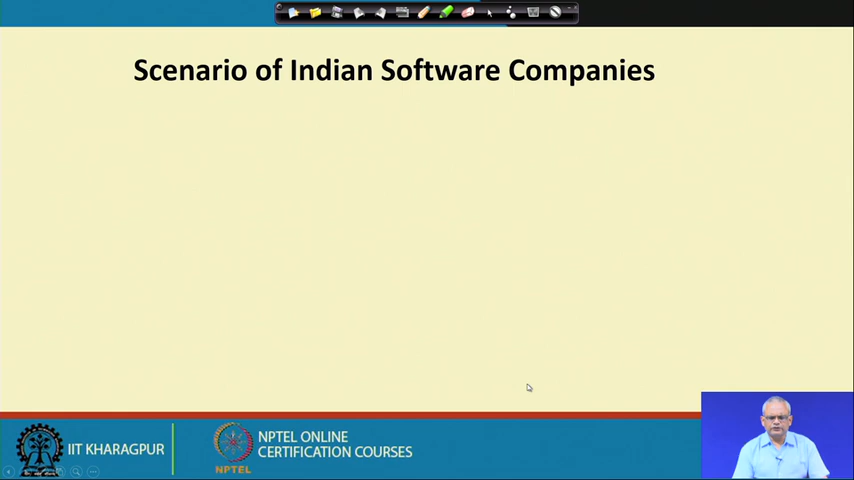 Scenario of Indian Software Companies
IIT KHARAGPUR
NPTEL ONLINE
CERTIFICATION COURSES
NPTEL